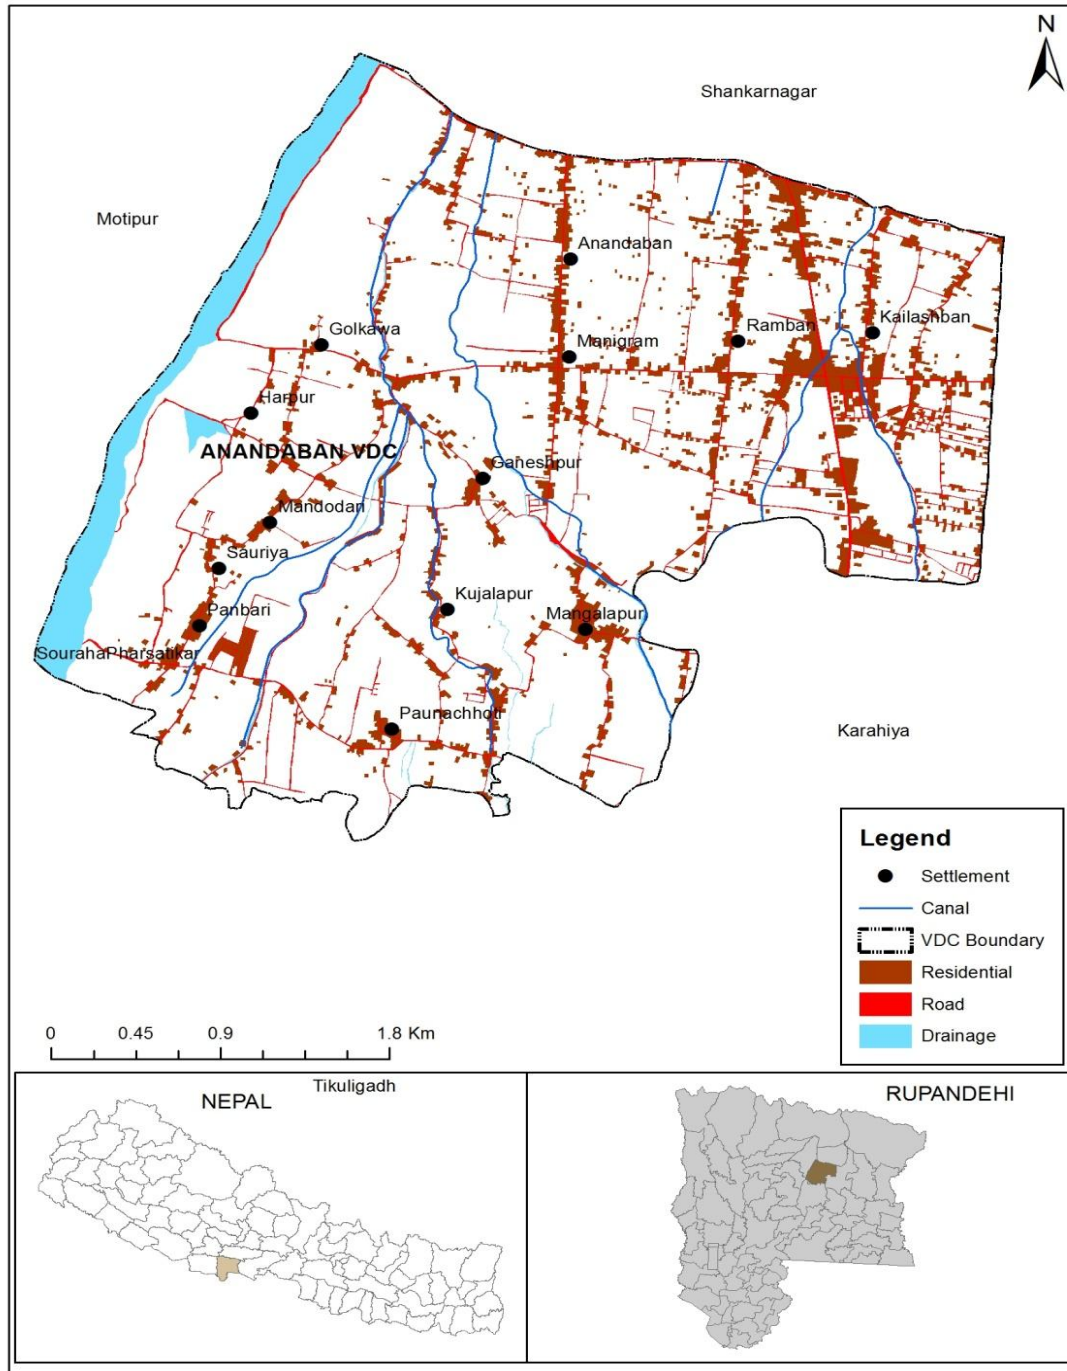 N
Shankarnagar
Motipur
Anandaban
Golkawa
Manigram
Ramban
Kailashban
Harpur
ANANDABAN VDC
Ganeshpur
Mandodari
Sauriya
Kujalapur
Mangalapur
Panbari
SourahaPharsatikar
Paunachhoti
Karahiya
Legend
Settlement
Canal
VDC Boundary
Residential
Road
Drainage
0 0.45 0.9 1.8 Km
Tikuligadh
NEPAL
RUPANDEHI